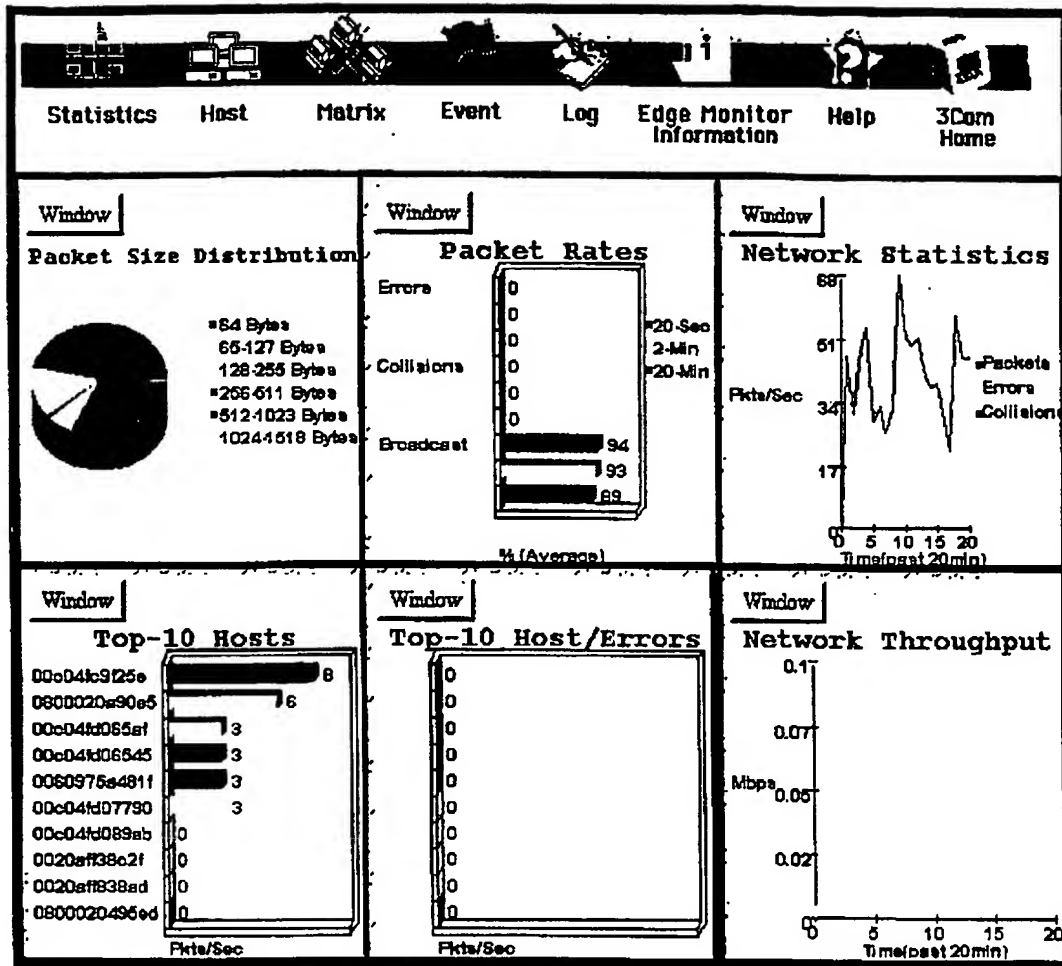 Statistics
Host
Matrix
Event
Log
Edge Monitor
Information
Help
3Com
Home
Window
Packet Size Distribution
64 Bytes
65-127 Bytes
128-255 Bytes
256-511 Bytes
512-1023 Bytes
1024-1518 Bytes
Window
Packet Rates
Errors
0
0
0
Collisions
0
0
0
Broadcast
94
93
89
20-Sec
2-Min
20-Min
% (Average)
Window
Network Statistics
68
51
Pkts/Sec
34
17
0
0 5 10 15 20
Time(past 20min)
Packets
Errors
Collisions
Window
Top-10 Hosts
00c04fc9f25e 8
0800020a90e5 6
00c04fd065af 3
00c04fd06545 3
0060975a481f 3
00c04fd07790 3
00c04fd089ab 0
0020aff38c2f 0
0020aff838ad 0
0800020495ed 0
Pkts/Sec
Window
Top-10 Host/Errors
0
0
0
0
0
0
0
0
0
0
Pkts/Sec
Window
Network Throughput
0.1
0.07
Mbps
0.05
0.02
0
0 5 10 15 20
Time(past 20min)